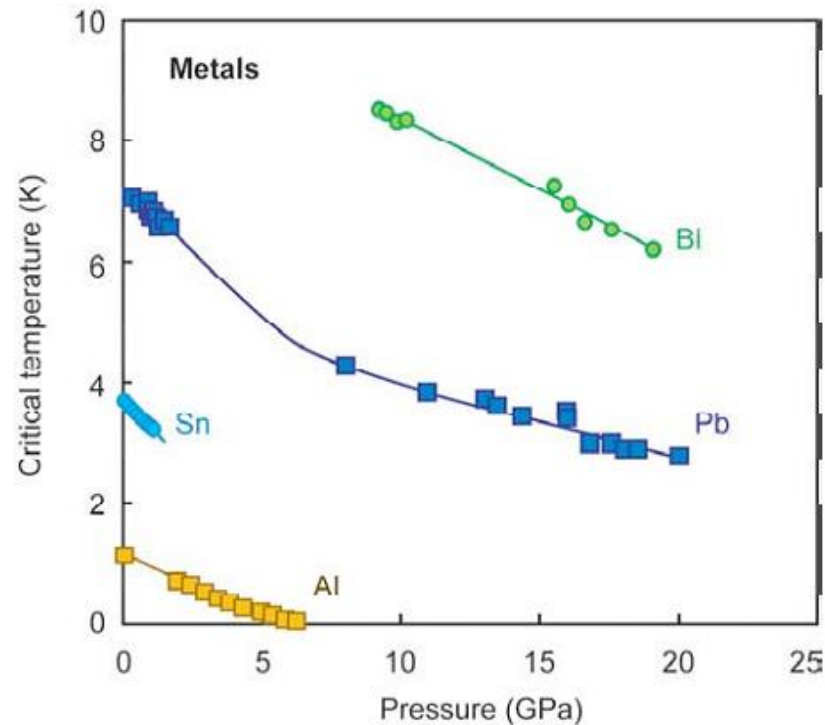 10
Metals
8
BI
6
Critical temperature (K)
4
Sn
Pb
2
Al
0
0 5 10 15 20 25
Pressure (GPa)